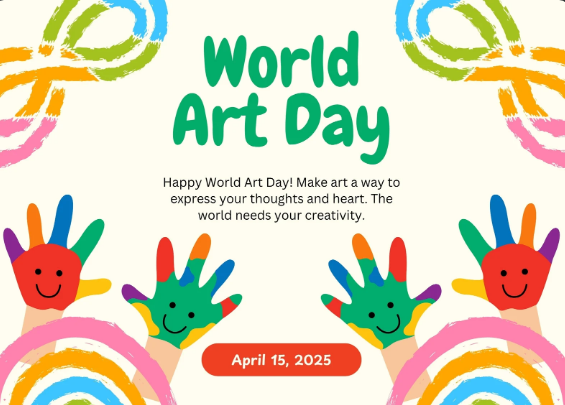 World
Art Day
Happy World Art Day! Make art a way to
express your thoughts and heart. The
world needs your creativity.
April 15, 2025